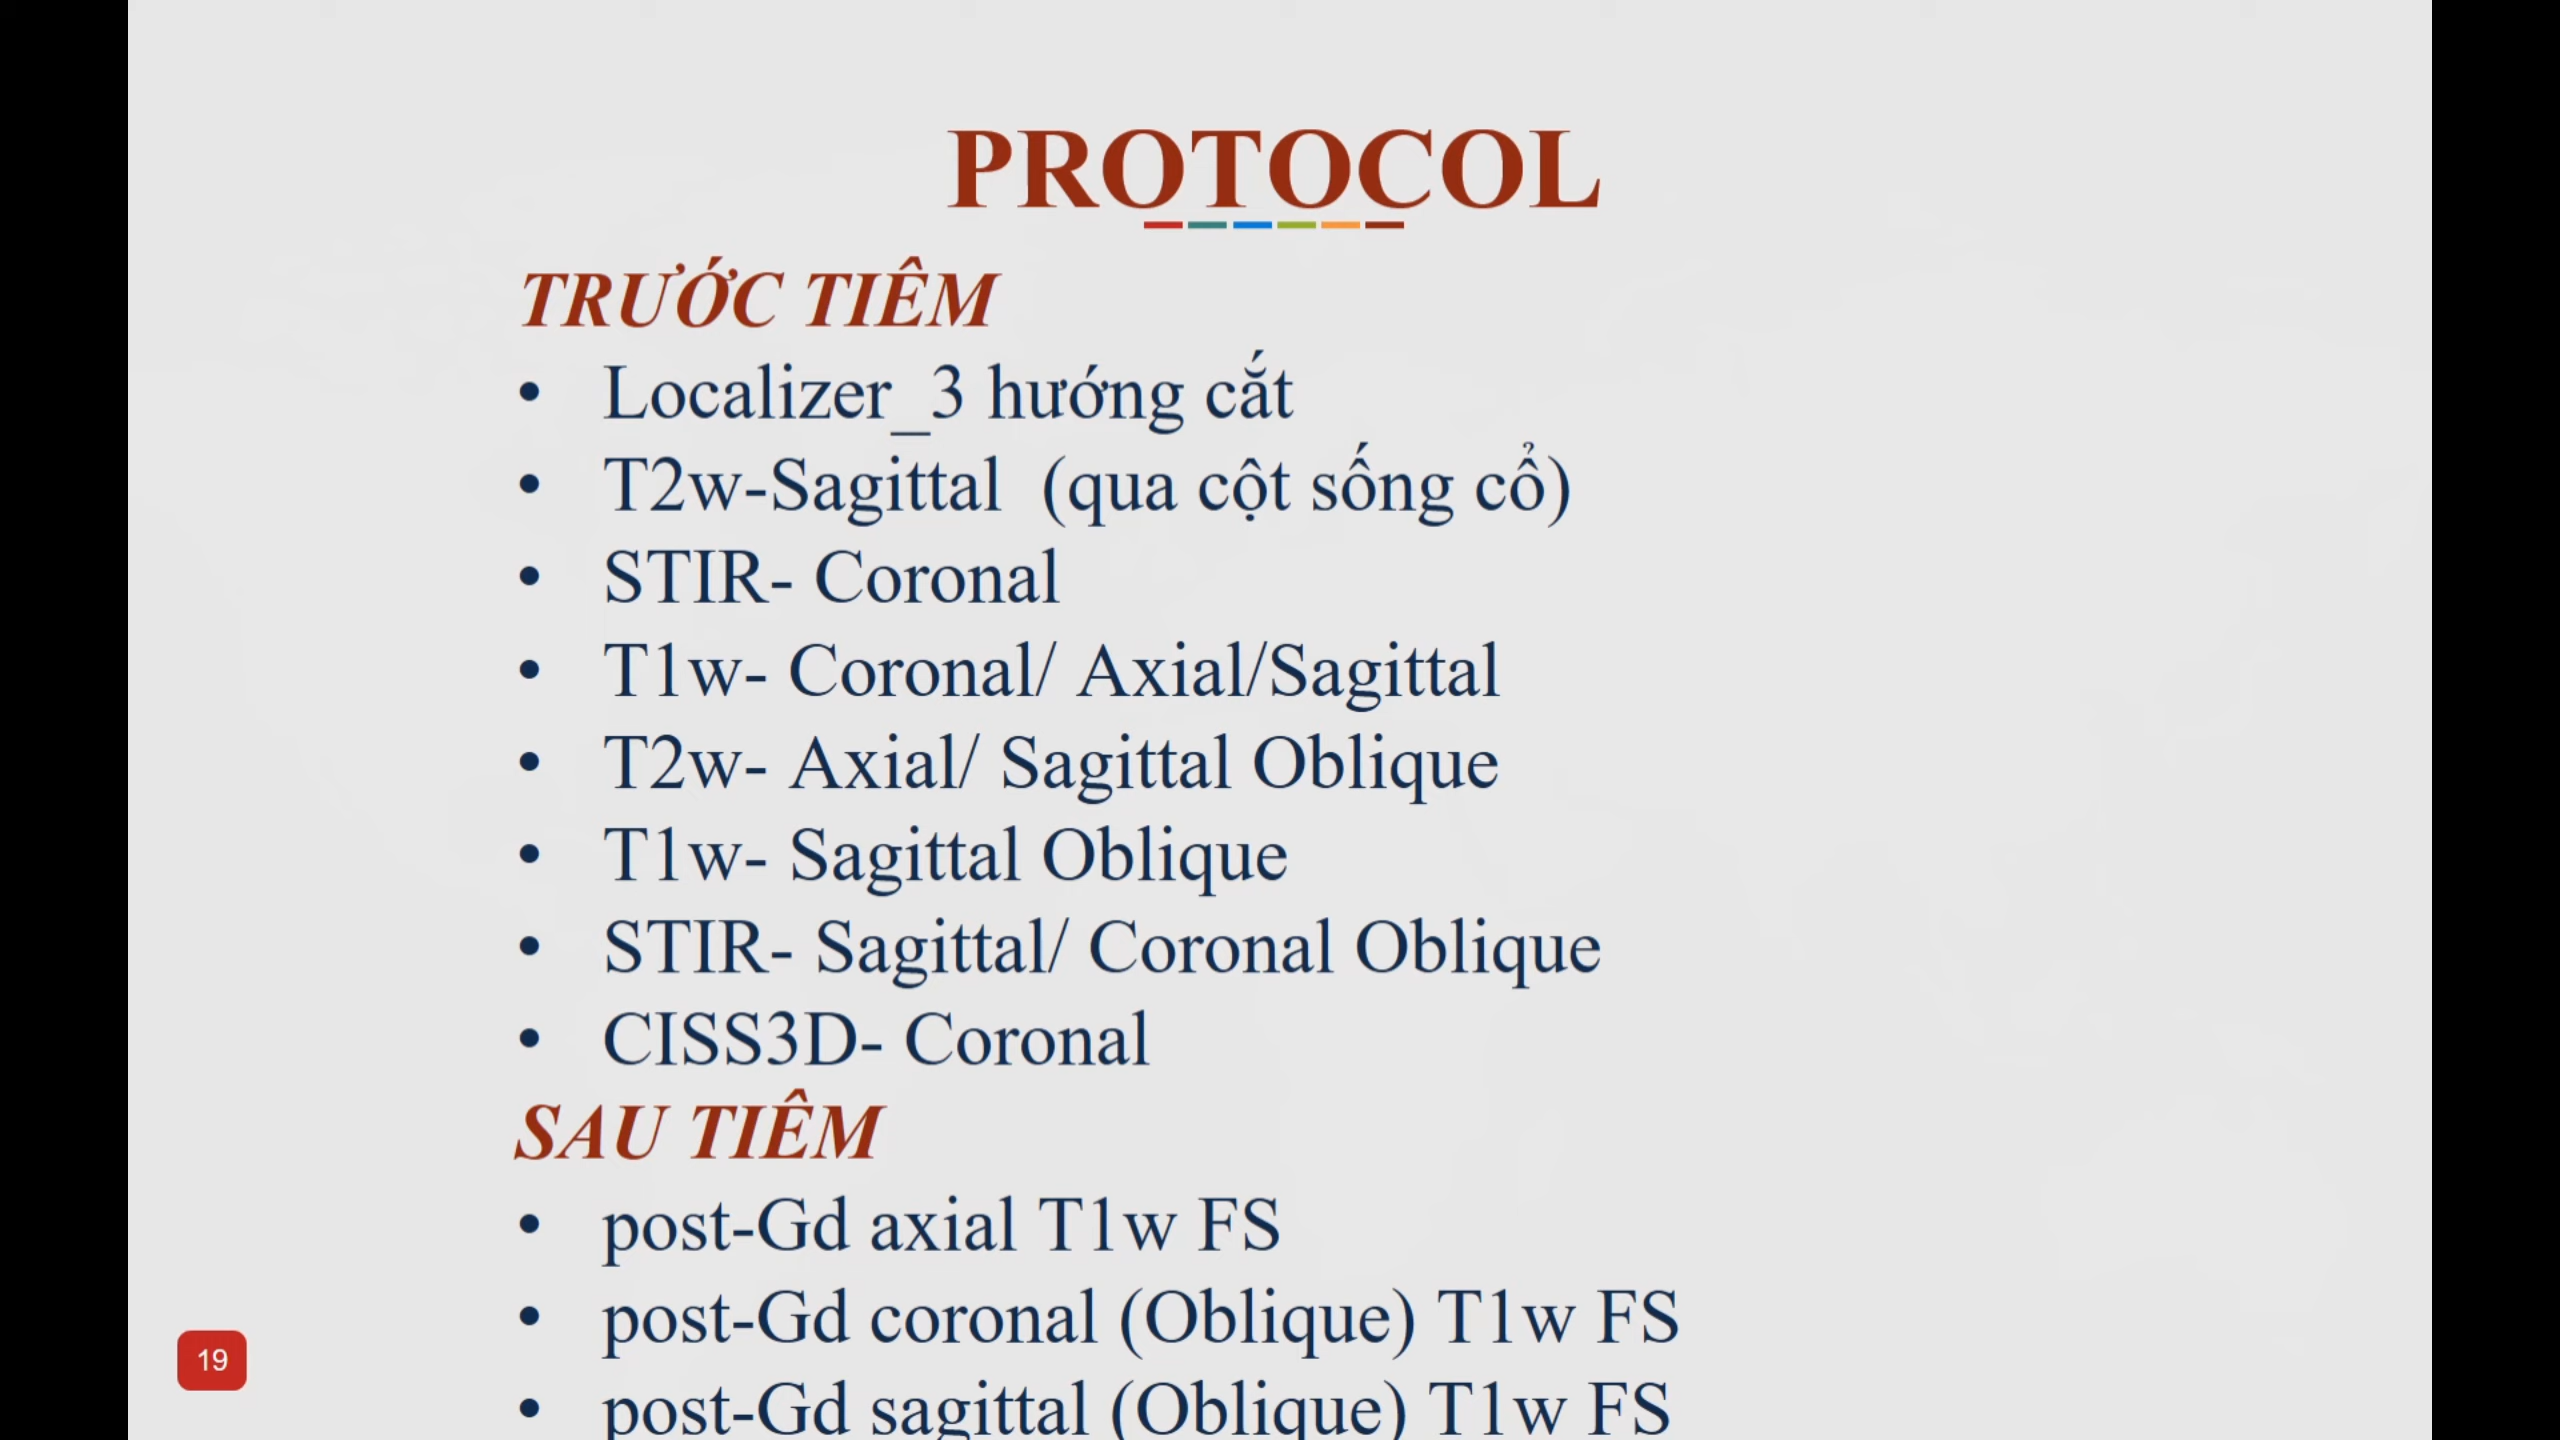 PROTOCOL
TRƯỚC TIÊM
• Localizer_3 hướng cắt
• T2w-Sagittal (qua cột sống cổ)
• STIR- Coronal
• T1w- Coronal/ Axial/Sagittal
• T2w- Axial/ Sagittal Oblique
• T1w- Sagittal Oblique
• STIR- Sagittal/ Coronal Oblique
• CISS3D- Coronal
SAU TIÊM
• post-Gd axial T1w FS
• post-Gd coronal (Oblique) T1w FS
• post-Gd sagittal (Oblique) T1w FS
19